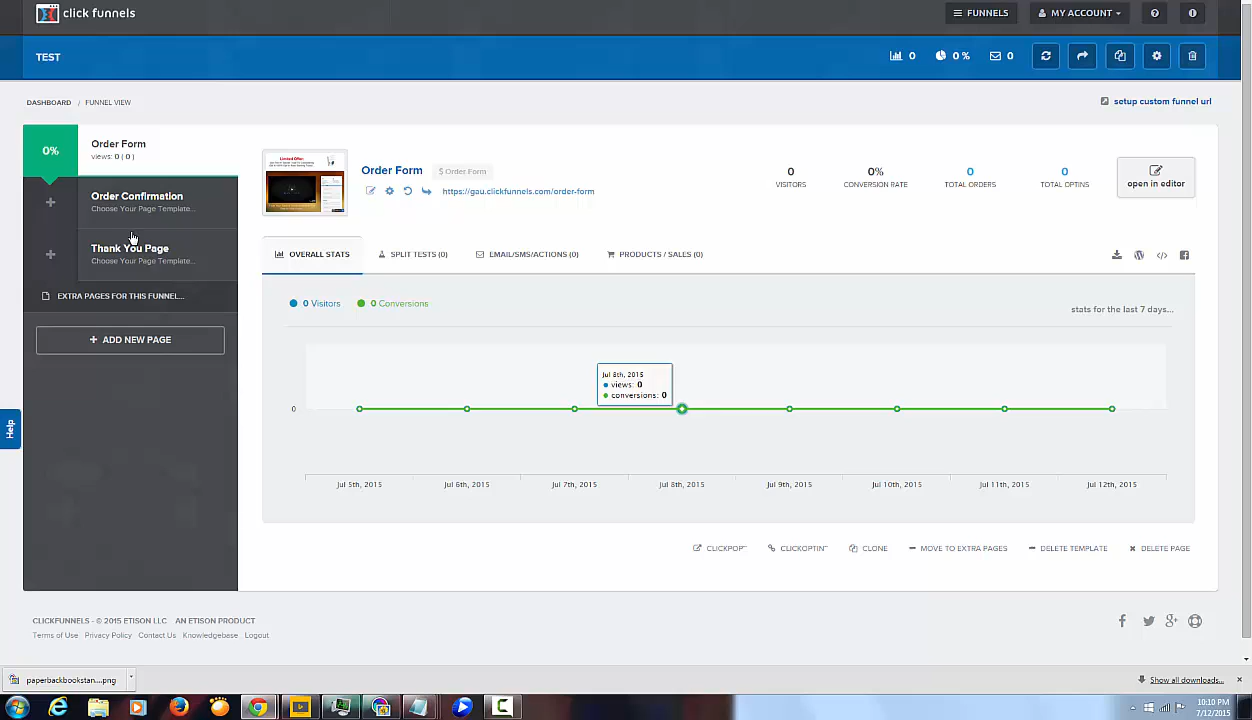 click funnels
FUNNELS
MY ACCOUNT
TEST
0
0 %
0
DASHBOARD / FUNNEL VIEW
setup custom funnel url
0%
Order Form
views: 0 ( 0 )
Order Confirmation
Choose Your Page Template...
Thank You Page
Choose Your Page Template...
EXTRA PAGES FOR THIS FUNNEL...
+ ADD NEW PAGE
Help
Limited Offer:
Order Form
$ Order Form
https://gau.clickfunnels.com/order-form
0
VISITORS
0%
CONVERSION RATE
0
TOTAL ORDERS
0
TOTAL OPTINS
open in editor
OVERALL STATS
SPLIT TESTS (0)
EMAIL/SMS/ACTIONS (0)
PRODUCTS / SALES (0)
0 Visitors
0 Conversions
stats for the last 7 days...
Jul 8th, 2015
views: 0
conversions: 0
0
Jul 5th, 2015
Jul 6th, 2015
Jul 7th, 2015
Jul 8th, 2015
Jul 9th, 2015
Jul 10th, 2015
Jul 11th, 2015
Jul 12th, 2015
CLICKPOP™
CLICKOPTIN™
CLONE
MOVE TO EXTRA PAGES
DELETE TEMPLATE
DELETE PAGE
CLICKFUNNELS - © 2015 ETISON LLC AN ETISON PRODUCT
Terms of Use Privacy Policy Contact Us Knowledgebase Logout
paperbackbookstan....png
Show all downloads...
10:10 PM
7/12/2015